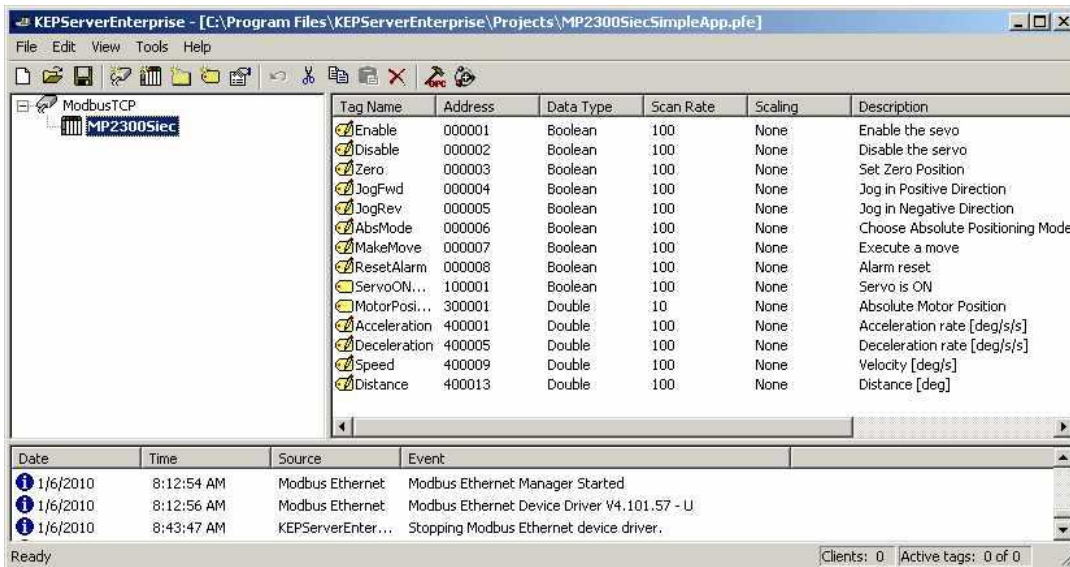 KEPServerEnterprise - [C:\Program Files\KEPServerEnterprise\Projects\MP2300SiecSimpleApp.pfe]
File Edit View Tools Help
ModbusTCP
MP2300Siec
Tag Name Address Data Type Scan Rate Scaling Description
Enable 000001 Boolean 100 None Enable the sevo
Disable 000002 Boolean 100 None Disable the servo
Zero 000003 Boolean 100 None Set Zero Position
JogFwd 000004 Boolean 100 None Jog in Positive Direction
JogRev 000005 Boolean 100 None Jog in Negative Direction
AbsMode 000006 Boolean 100 None Choose Absolute Positioning Mode
MakeMove 000007 Boolean 100 None Execute a move
ResetAlarm 000008 Boolean 100 None Alarm reset
ServoON... 100001 Boolean 100 None Servo is ON
MotorPosi... 300001 Double 10 None Absolute Motor Position
Acceleration 400001 Double 100 None Acceleration rate [deg/s/s]
Deceleration 400005 Double 100 None Deceleration rate [deg/s/s]
Speed 400009 Double 100 None Velocity [deg/s]
Distance 400013 Double 100 None Distance [deg]
Date Time Source Event
1/6/2010 8:12:54 AM Modbus Ethernet Modbus Ethernet Manager Started
1/6/2010 8:12:56 AM Modbus Ethernet Modbus Ethernet Device Driver V4.101.57 - U
1/6/2010 8:43:47 AM KEPServerEnter... Stopping Modbus Ethernet device driver.
Ready Clients: 0 Active tags: 0 of 0